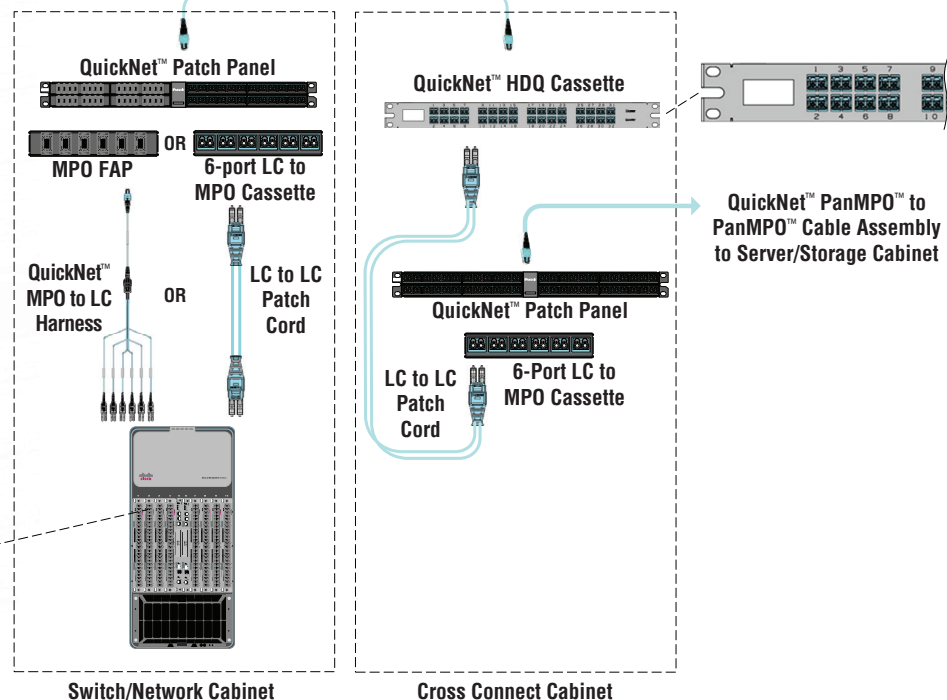 QuickNet™ Patch Panel
MPO FAP
OR
6-port LC to
MPO Cassette
QuickNet™
MPO to LC
Harness
OR
LC to LC
Patch
Cord
cisco
Switch/Network Cabinet
QuickNet™ HDQ Cassette
QuickNet™ Patch Panel
6-Port LC to
MPO Cassette
LC to LC
Patch
Cord
Cross Connect Cabinet
1 3 5 7 9
2 4 6 8 10
QuickNet™ PanMPO™ to
PanMPO™ Cable Assembly
to Server/Storage Cabinet